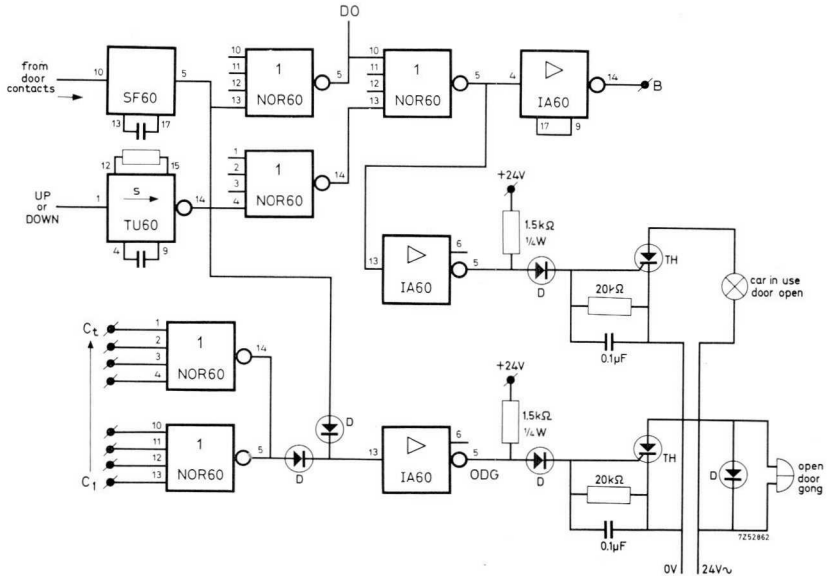 DO
from
door
contacts
10
5
SF60
13
17
12
15
UP
or
DOWN
1
S
14
TU60
4
9
10
11
12
13
1
NOR60
5
10
11
12
13
1
NOR60
5
4
IA60
14
B
17
9
1
2
3
4
1
NOR60
14
13
IA60
6
5
+24V
1.5kΩ
¼W
D
TH
20kΩ
0.1µF
car in use
door open
Ct
1
2
3
4
1
NOR60
14
C1
10
11
12
13
1
NOR60
5
D
D
13
IA60
6
5
ODG
+24V
1.5kΩ
¼W
D
TH
20kΩ
0.1µF
D
open
door
gong
7Z52862
0V
24V~